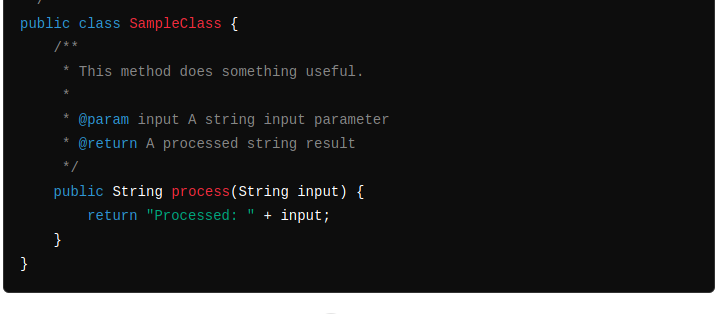 */
public class SampleClass {
    /**
     * This method does something useful.
     *
     * @param input A string input parameter
     * @return A processed string result
     */
    public String process(String input) {
        return "Processed: " + input;
    }
}